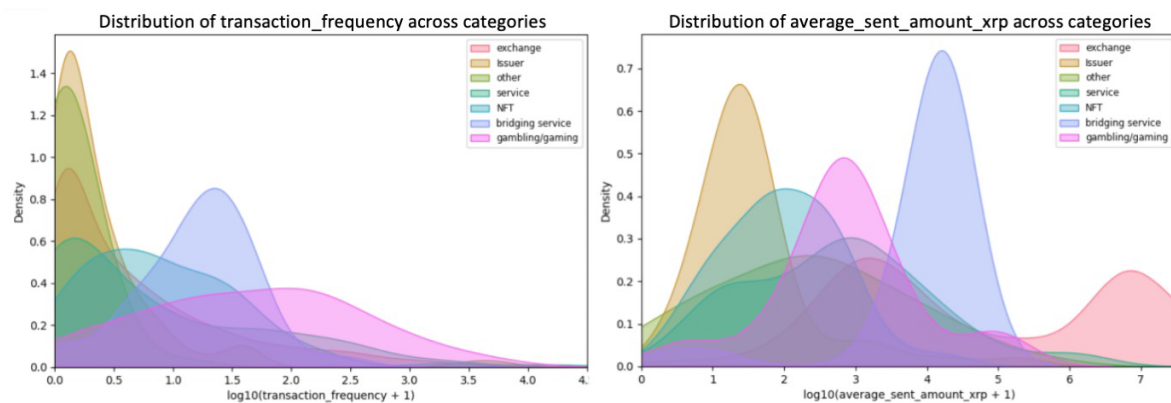 Distribution of transaction_frequency across categories
exchange
Issuer
other
service
NFT
bridging service
gambling/gaming
1.4
1.2
1.0
0.8
0.6
0.4
0.2
0.0
Density
0.0 0.5 1.0 1.5 2.0 2.5 3.0 3.5 4.0 4.
log10(transaction_frequency + 1)
Distribution of average_sent_amount_xrp across categories
exchange
Issuer
other
service
NFT
bridging service
gambling/gaming
0.7
0.6
0.5
0.4
0.3
0.2
0.1
0.0
Density
0 1 2 3 4 5 6 7
log10(average_sent_amount_xrp + 1)